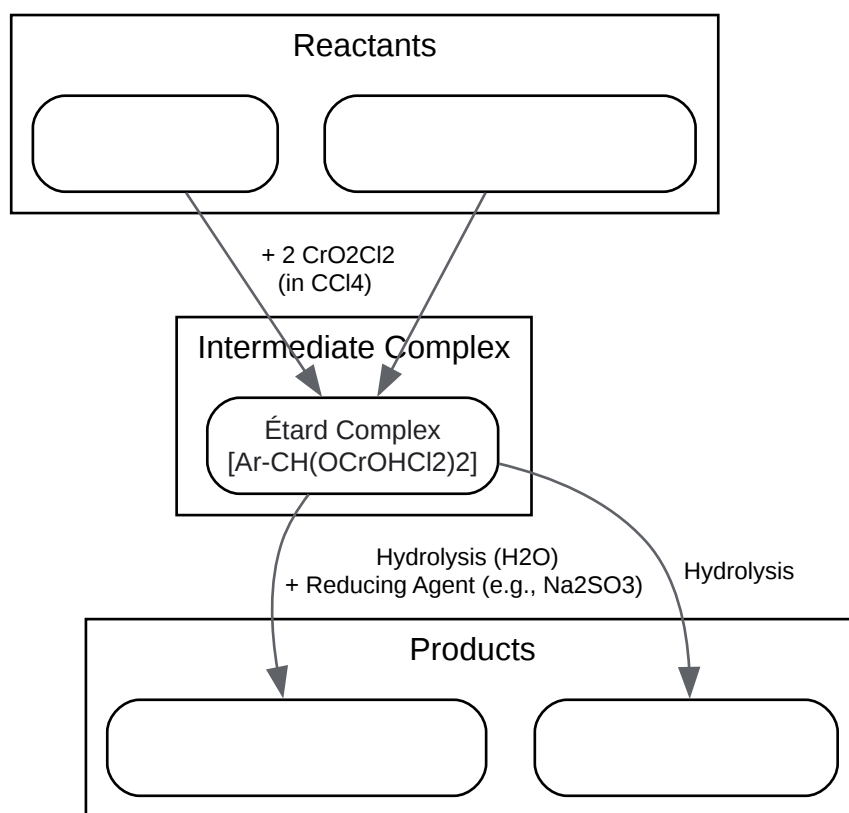 Reactants
+ 2 CrO2Cl2
(in CCl4)
Intermediate Complex
Étard Complex
[Ar-CH(OCrOHCl2)2]
Hydrolysis (H2O)
+ Reducing Agent (e.g., Na2SO3)
Hydrolysis
Products